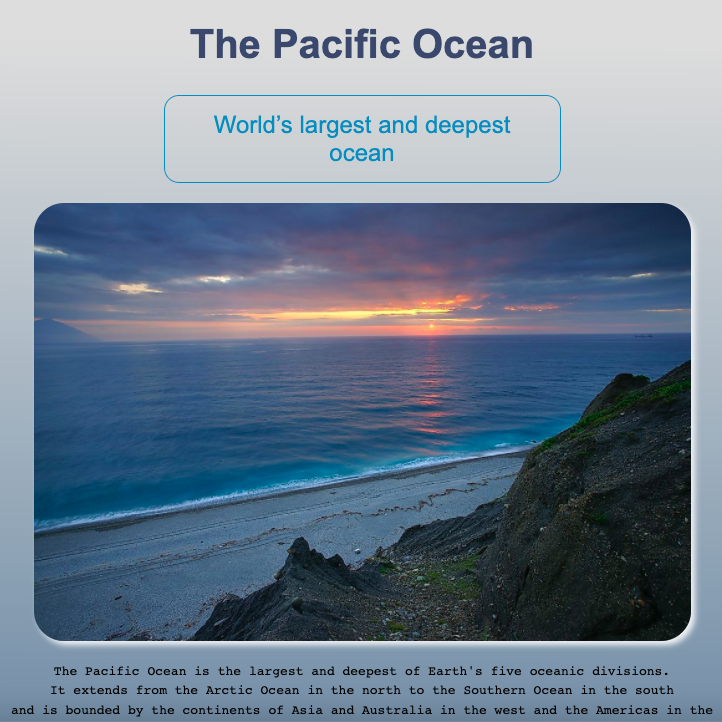 The Pacific Ocean
World’s largest and deepest
ocean
The Pacific Ocean is the largest and deepest of Earth's five oceanic divisions.
It extends from the Arctic Ocean in the north to the Southern Ocean in the south
and is bounded by the continents of Asia and Australia in the west and the Americas in the